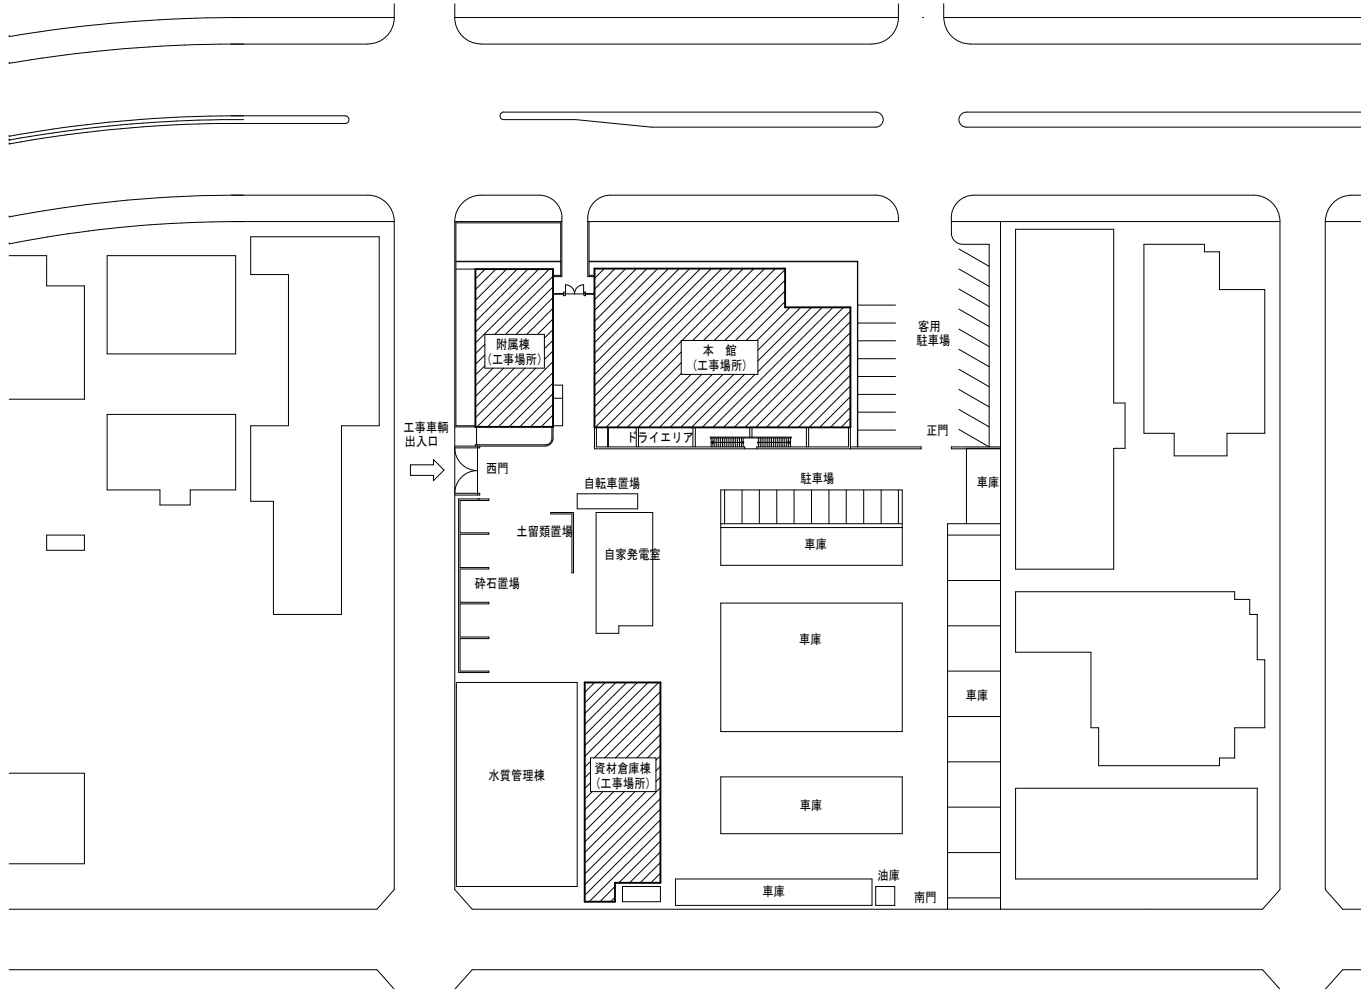 客用
駐車場
附属棟
(工事場所)
本　館
(工事場所)
工事車輌
出入口
ドライエリア
正門
西門
自転車置場
駐車場
車庫
土留類置場
自家発電室
車庫
砕石置場
車庫
車庫
水質管理棟
資材倉庫棟
(工事場所)
車庫
油庫
車庫
南門